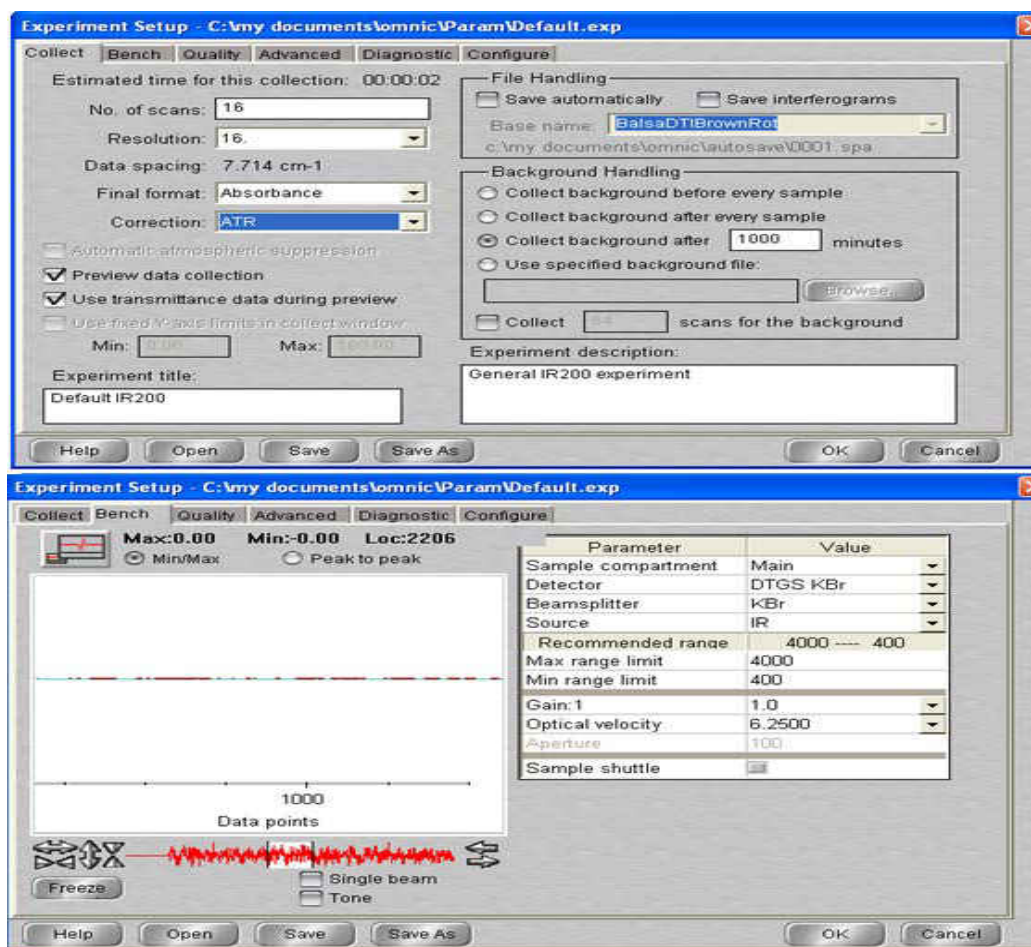 Experiment Setup - C:\my documents\omnic\Param\Default.exp
Collect Bench Quality Advanced Diagnostic Configure
Estimated time for this collection: 00:00:02
No. of scans: 16
Resolution: 16.
Data spacing: 7.714 cm-1
Final format: Absorbance
Correction: ATR
Automatic atmospheric suppression
Preview data collection
Use transmittance data during preview
Use fixed Y-axis limits in collect window
Min: 0.00 Max: 100.00
Experiment title:
Default IR200
File Handling
Save automatically Save interferograms
Base name: BalsaDTIBrownRot
c:\my documents\omnic\autosave\0001.spa
Background Handling
Collect background before every sample
Collect background after every sample
Collect background after 1000 minutes
Use specified background file:
Browse...
Collect 64 scans for the background
Experiment description:
General IR200 experiment
Help Open Save Save As OK Cancel
Experiment Setup - C:\my documents\omnic\Param\Default.exp
Collect Bench Quality Advanced Diagnostic Configure
Max:0.00 Min:-0.00 Loc:2206
Min/Max Peak to peak
1000
Data points
Freeze
Single beam
Tone
Parameter Value
Sample compartment Main
Detector DTGS KBr
Beamsplitter KBr
Source IR
Recommended range 4000 ---- 400
Max range limit 4000
Min range limit 400
Gain:1 1.0
Optical velocity 6.2500
Aperture 100
Sample shuttle
Help Open Save Save As OK Cancel